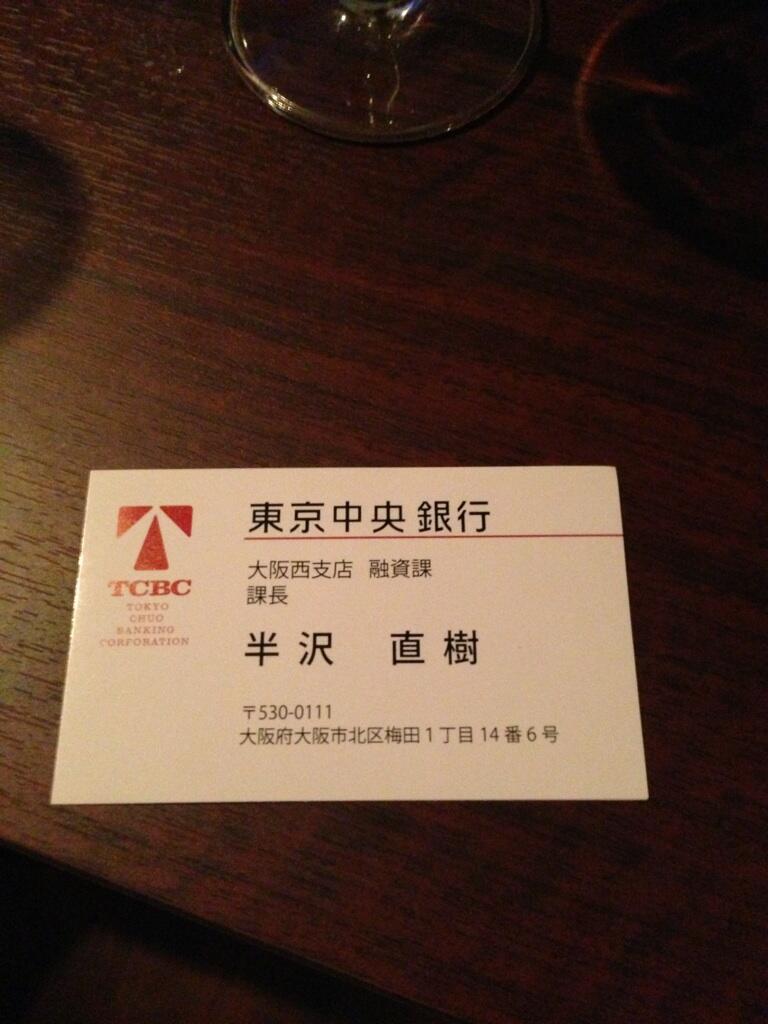 東京中央銀行
TCBC
TOKYO
CHUO
BANKING
CORPORATION
大阪西支店 融資課
課長
半沢 直樹
〒530-0111
大阪府大阪市北区梅田1丁目14番6号